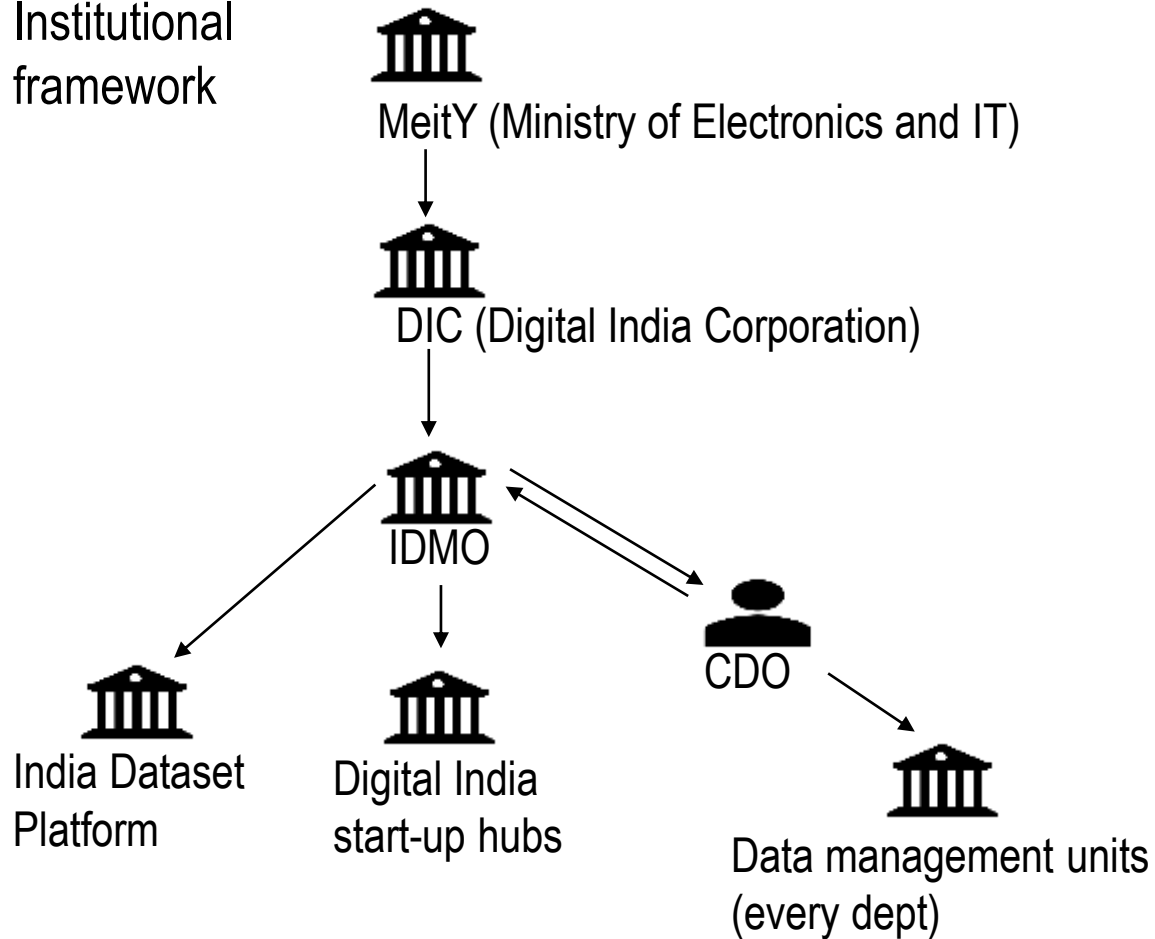 Institutional
framework
MeitY (Ministry of Electronics and IT)
DIC (Digital India Corporation)
IDMO
CDO
India Dataset
Platform
Digital India
start-up hubs
Data management units
(every dept)